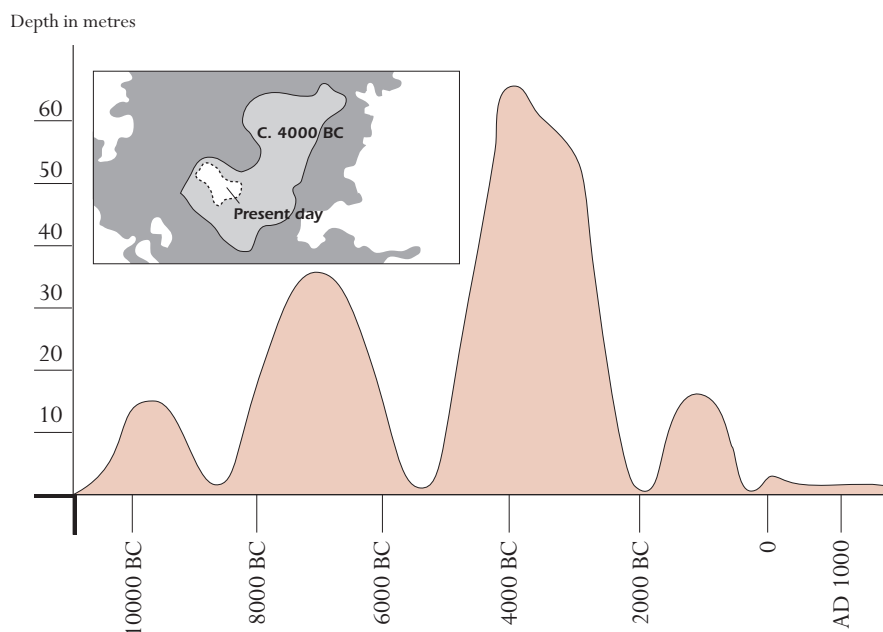 Depth in metres
60
50
40
30
20
10
C. 4000 BC
Present day
10000 BC
8000 BC
6000 BC
4000 BC
2000 BC
0
AD 1000